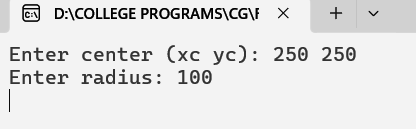 D:\COLLEGE PROGRAMS\CG\
Enter center (xc yc): 250 250
Enter radius: 100